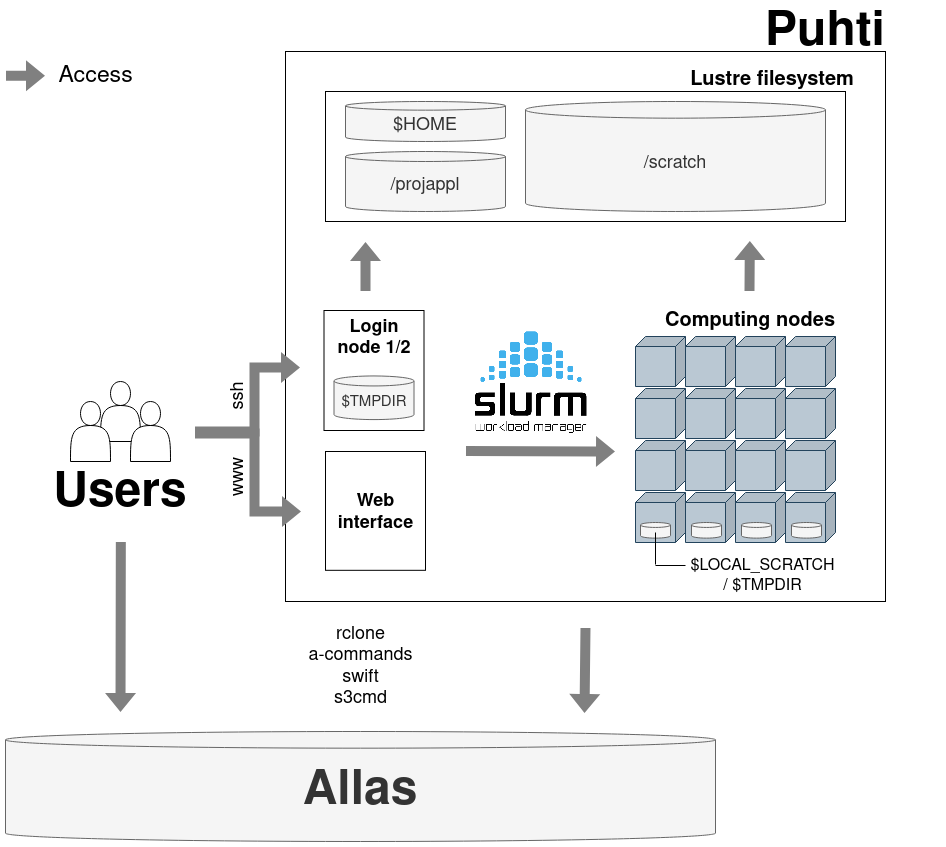 Puhti
Access
Lustre filesystem
$HOME
/projappl
/scratch
Login
node 1/2
$TMPDIR
slurm
workload manager
Computing nodes
ssh
www
Users
Web
interface
$LOCAL_SCRATCH
/ $TMPDIR
rclone
a-commands
swift
s3cmd
Allas